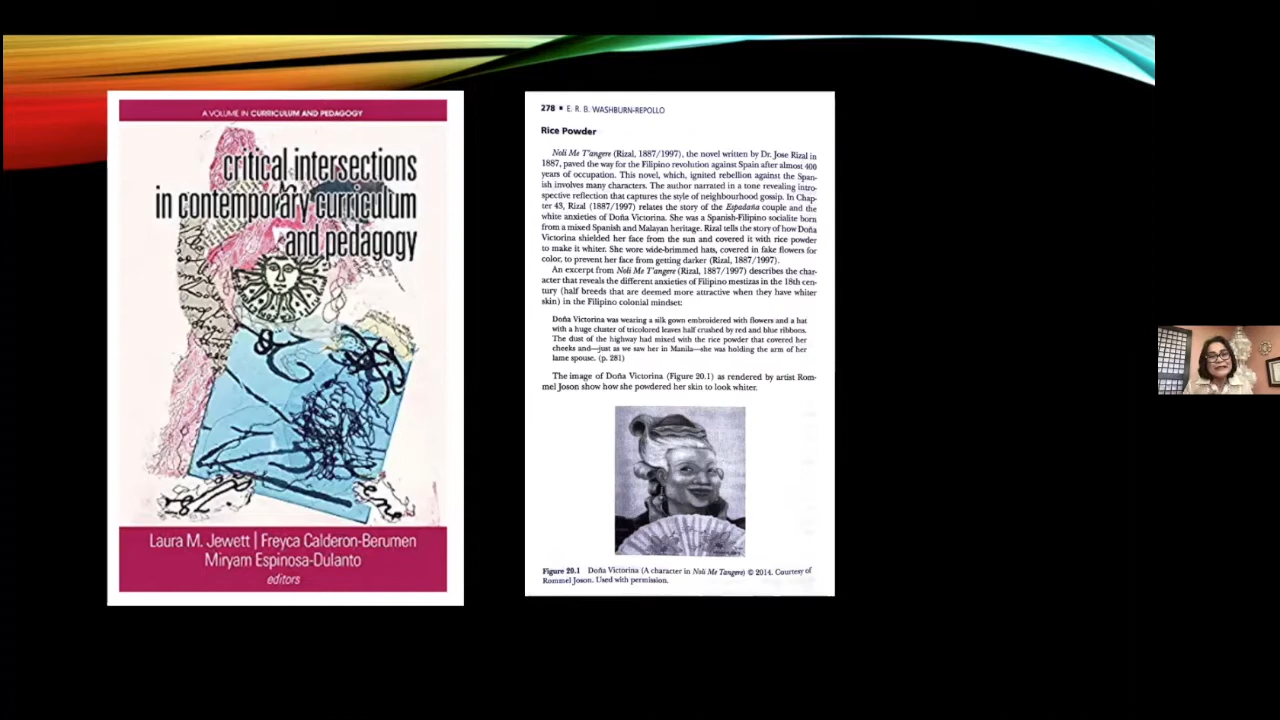 A VOLUME IN CURRICULUM AND PEDAGOGY
critical intersections
in contemporary curriculum
and pedagogy
Laura M. Jewett | Freyca Calderon-Berumen
Miryam Espinosa-Dulanto
editors
278 ■ E. R. B. WASHBURN-REPOLLO
Rice Powder
Noli Me T'angere (Rizal, 1887/1997), the novel written by Dr. Jose Rizal in
1887, paved the way for the Filipino revolution against Spain after almost 400
years of occupation. This novel, which, ignited rebellion against the Span-
ish involves many characters. The author narrated in a tone revealing intro-
spective reflection that captures the style of neighbourhood gossip. In Chap-
ter 43, Rizal (1887/1997) relates the story of the Espadaña couple and the
white anxieties of Doña Victorina. She was a Spanish-Filipino socialite born
from a mixed Spanish and Malayan heritage. Rizal tells the story of how Doña
Victorina shielded her face from the sun and covered it with rice powder
to make it whiter. She wore wide-brimmed hats, covered in fake flowers for
color, to prevent her face from getting darker (Rizal, 1887/1997).
An excerpt from Noli Me T'angere (Rizal, 1887/1997) describes the char-
acter that reveals the different anxieties of Filipino mestizas in the 18th cen-
tury (half breeds that are deemed more attractive when they have whiter
skin) in the Filipino colonial mindset:
Doña Victorina was wearing a silk gown embroidered with flowers and a hat
with a huge cluster of tricolored leaves half crushed by red and blue ribbons.
The dust of the highway had mixed with the rice powder that covered her
cheeks and—just as we saw her in Manila—she was holding the arm of her
lame spouse. (p. 281)
The image of Doña Victorina (Figure 20.1) as rendered by artist Rom-
mel Joson show how she powdered her skin to look whiter.
Figure 20.1 Doña Victorina (A character in Noli Me Tangere) © 2014. Courtesy of
Rommel Joson. Used with permission.